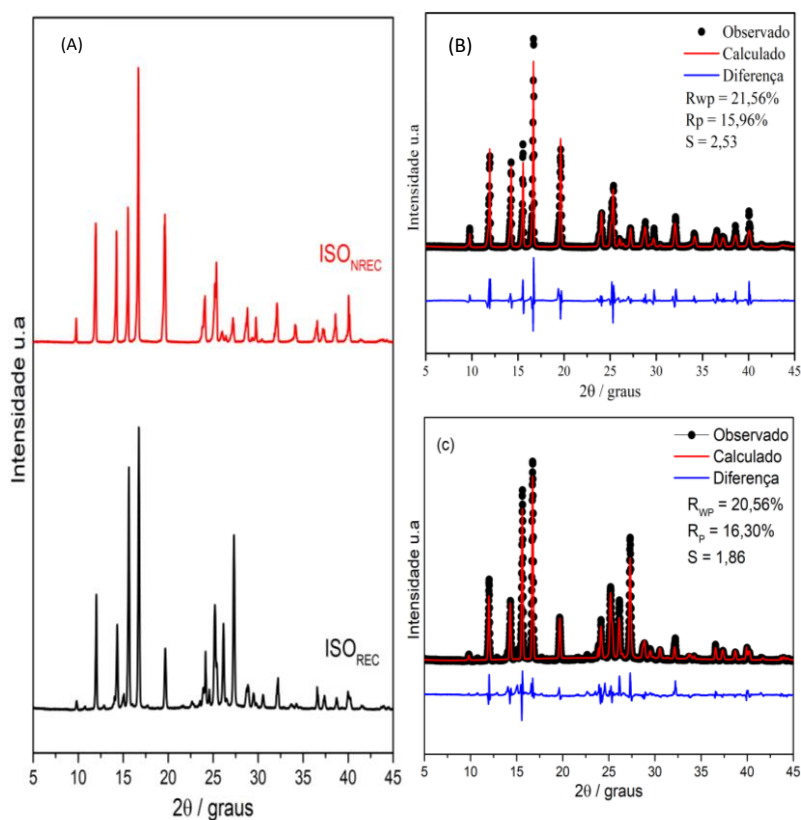 (A)
ISO_NREC
ISO_REC
Intensidade u.a
5 10 15 20 25 30 35 40 45
2θ / graus
(B)
Observado
Calculado
Diferença
Rwp = 21,56%
Rp = 15,96%
S = 2,53
Intensidade u.a
5 10 15 20 25 30 35 40 45
2θ / graus
(c)
Observado
Calculado
Diferença
R_WP = 20,56%
R_P = 16,30%
S = 1,86
Intensidade u.a
5 10 15 20 25 30 35 40 45
2θ / graus